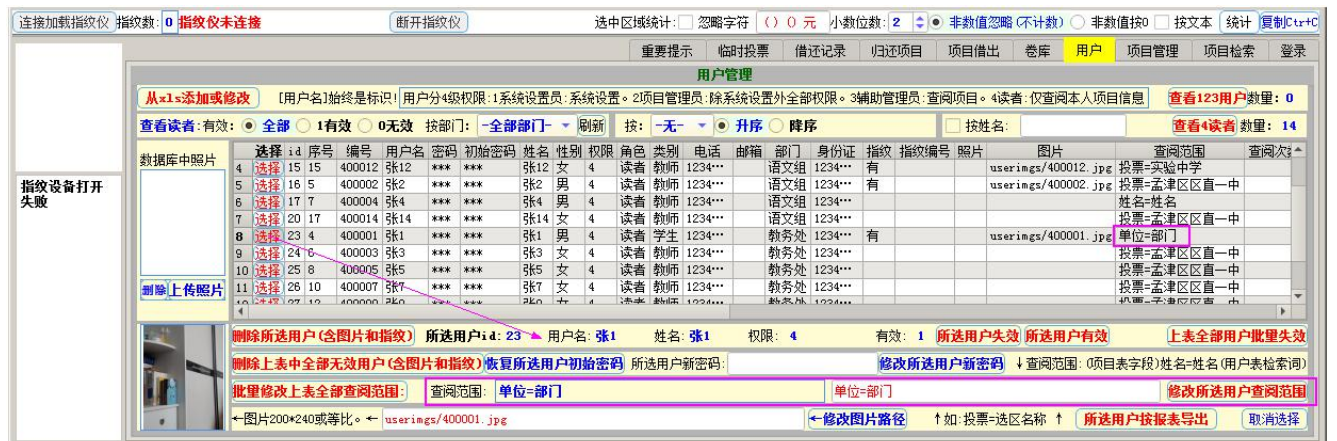 连接加载指纹仪 指纹数: 0 指纹仪未连接 断开指纹仪 选中区域统计: 忽略字符 () 0 元 小数位数: 2 非数值忽略(不计数) 非数值按0 按文本 统计 复制Ctr+C
重要提示 临时投票 借还记录 归还项目 项目借出 卷库 用户 项目管理 项目检索 登录
用户管理
从xls添加或修改 [用户名]始终是标识! 用户分4级权限:1系统设置员:系统设置。2项目管理员:除系统设置外全部权限。3辅助管理员:查阅项目。4读者:仅查阅本人项目信息 查看123用户 数量: 0
查看读者:有效: 全部 1有效 0无效 按部门: -全部部门- 刷新 按: -无- 升序 降序 按姓名: 查看4读者 数量: 14
数据库中照片
选择 id 序号 编号 用户名 密码 初始密码 姓名 性别 权限 角色 类别 电话 邮箱 部门 身份证 指纹 指纹编号 照片 图片 查阅范围 查阅次
4 选择 15 15 400012 张12 *** *** 张12 女 4 读者 教师 1234··· 语文组 1234··· 有 userimgs/400012.jpg 投票=实验中学
5 选择 16 5 400002 张2 *** *** 张2 男 4 读者 教师 1234··· 语文组 1234··· 有 userimgs/400002.jpg 投票=孟津区区直一中
6 选择 17 7 400004 张4 *** *** 张4 男 4 读者 教师 1234··· 语文组 1234··· 姓名=姓名
7 选择 20 17 400014 张14 *** *** 张14 女 4 读者 教师 1234··· 语文组 1234··· 投票=孟津区区直一中
8 选择 23 4 400001 张1 *** *** 张1 男 4 读者 学生 1234··· 教务处 1234··· 有 userimgs/400001.jpg 单位=部门
9 选择 24 6 400003 张3 *** *** 张3 女 4 读者 教师 1234··· 教务处 1234··· 投票=孟津区区直一中
10 选择 25 8 400005 张5 *** *** 张5 女 4 读者 教师 1234··· 教务处 1234··· 投票=孟津区区直一中
11 选择 26 10 400007 张7 *** *** 张7 女 4 读者 教师 1234··· 教务处 1234··· 投票=孟津区区直一中
指纹设备打开
失败
删除 上传照片
删除所选用户(含图片和指纹) 所选用户id: 23 用户名: 张1 姓名: 张1 权限: 4 有效: 1 所选用户失效 所选用户有效 上表全部用户批量失效
删除上表中全部无效用户(含图片和指纹) 恢复所选用户初始密码 所选用户新密码: 修改所选用户新密码 ↓查阅范围: (项目表字段)姓名=姓名(用户表检索词)
批量修改上表全部查阅范围: 查阅范围: 单位=部门 单位=部门 修改所选用户查阅范围
←图片200*240或等比。← userimgs/400001.jpg ←修改图片路径 ↑如:投票=选区名称 ↑ 所选用户按报表导出 取消选择